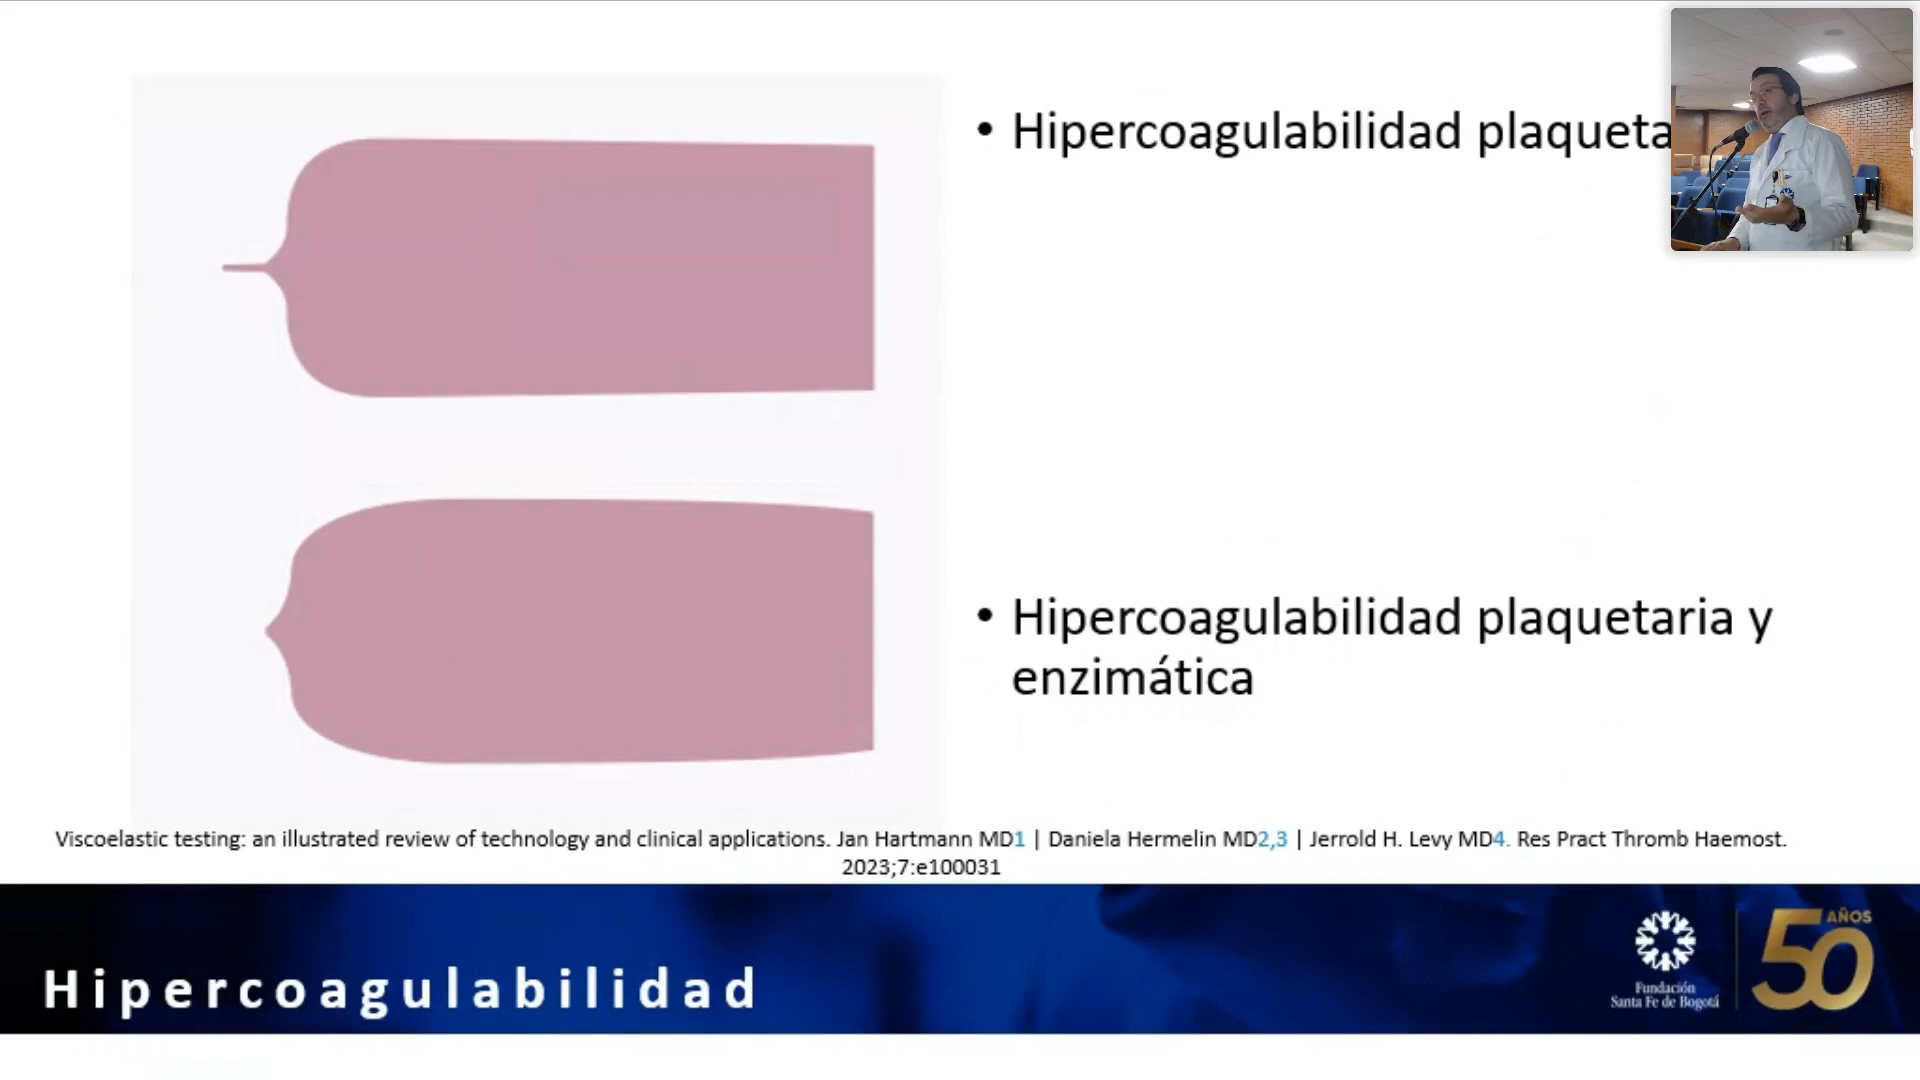 • Hipercoagulabilidad plaqueta
• Hipercoagulabilidad plaquetaria y
enzimática
Viscoelastic testing: an illustrated review of technology and clinical applications. Jan Hartmann MD1 | Daniela Hermelin MD2,3 | Jerrold H. Levy MD4. Res Pract Thromb Haemost.
2023;7:e100031
Hipercoagulabilidad
Fundación
Santa Fe de Bogotá
50 AÑOS